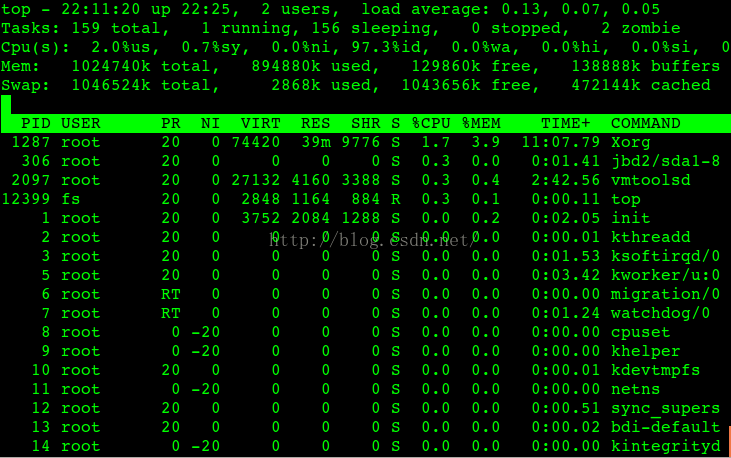 top - 22:11:20 up 22:25,  2 users,  load average: 0.13, 0.07, 0.05
Tasks: 159 total,   1 running, 156 sleeping,   0 stopped,   2 zombie
Cpu(s):  2.0%us,  0.7%sy,  0.0%ni, 97.3%id,  0.0%wa,  0.0%hi,  0.0%si,  0
Mem:   1024740k total,   894880k used,   129860k free,   138888k buffers
Swap:  1046524k total,     2868k used,  1043656k free,   472144k cached
  PID USER      PR  NI  VIRT  RES  SHR S %CPU %MEM    TIME+  COMMAND
 1287 root      20   0 74420  39m 9776 S  1.7  3.9  11:07.79 Xorg
  306 root      20   0     0    0    0 S  0.3  0.0   0:01.41 jbd2/sda1-8
 2097 root      20   0 27132 4160 3388 S  0.3  0.4   2:42.56 vmtoolsd
12399 fs        20   0  2848 1164  884 R  0.3  0.1   0:00.11 top
    1 root      20   0  3752 2084 1288 S  0.0  0.2   0:02.05 init
    2 root      20   0     0    0    0 S  0.0  0.0   0:00.01 kthreadd
http://blog.csdn.net/
    3 root      20   0     0    0    0 S  0.0  0.0   0:01.53 ksoftirqd/0
    5 root      20   0     0    0    0 S  0.0  0.0   0:03.42 kworker/u:0
    6 root      RT   0     0    0    0 S  0.0  0.0   0:00.00 migration/0
    7 root      RT   0     0    0    0 S  0.0  0.0   0:01.24 watchdog/0
    8 root       0 -20     0    0    0 S  0.0  0.0   0:00.00 cpuset
    9 root       0 -20     0    0    0 S  0.0  0.0   0:00.00 khelper
   10 root      20   0     0    0    0 S  0.0  0.0   0:00.01 kdevtmpfs
   11 root       0 -20     0    0    0 S  0.0  0.0   0:00.00 netns
   12 root      20   0     0    0    0 S  0.0  0.0   0:00.51 sync_supers
   13 root      20   0     0    0    0 S  0.0  0.0   0:00.02 bdi-default
   14 root       0 -20     0    0    0 S  0.0  0.0   0:00.00 kintegrityd